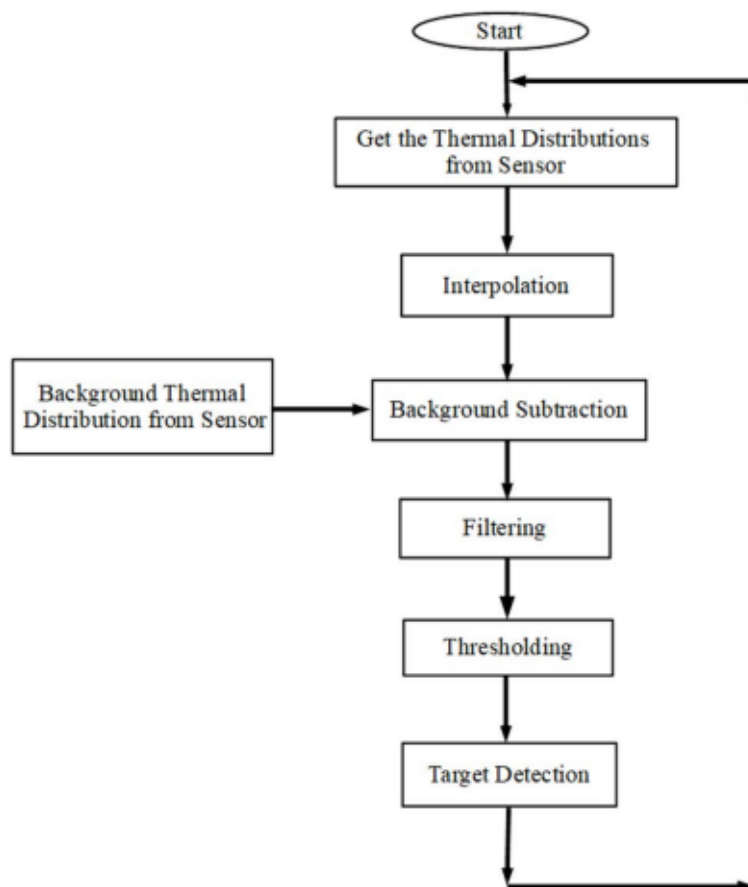 Start
Get the Thermal Distributions
from Sensor
Interpolation
Background Thermal
Distribution from Sensor
Background Subtraction
Filtering
Thresholding
Target Detection